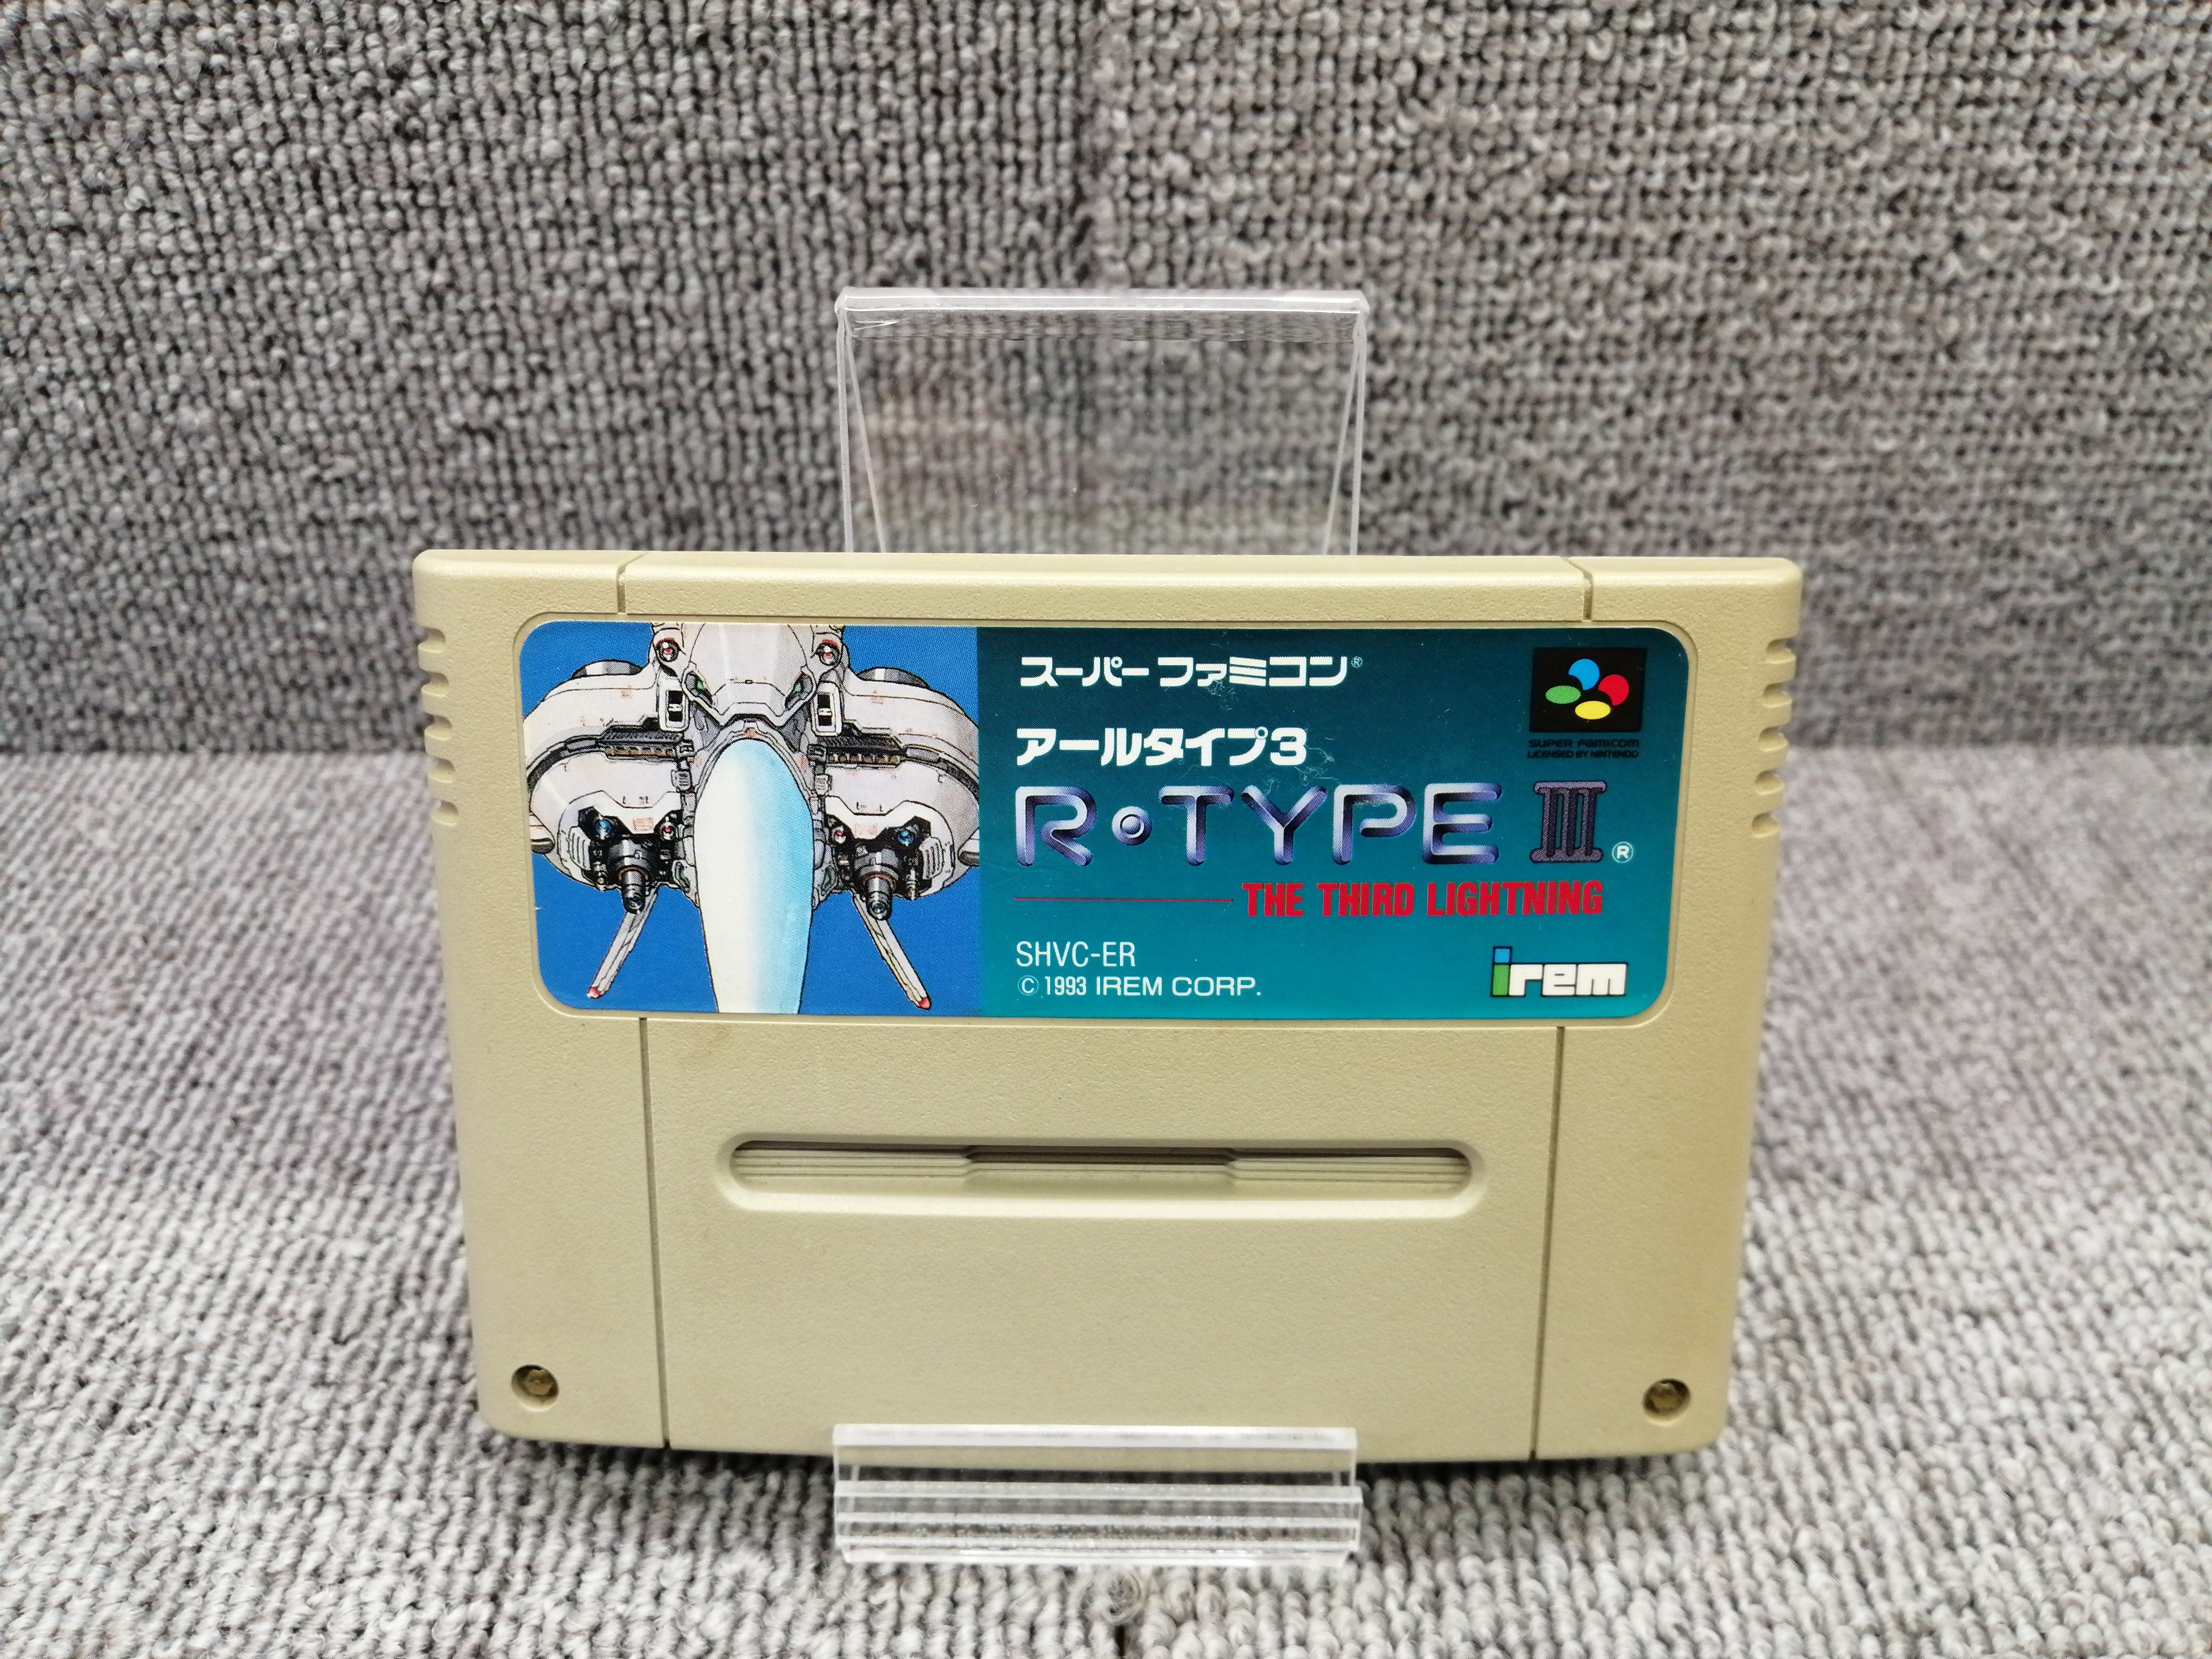 スーパーファミコン®
SUPER FAMICOM
LICENSED BY NINTENDO
アールタイプ3
R•TYPE III®
THE THIRD LIGHTNING
SHVC-ER
©1993 IREM CORP.
irem